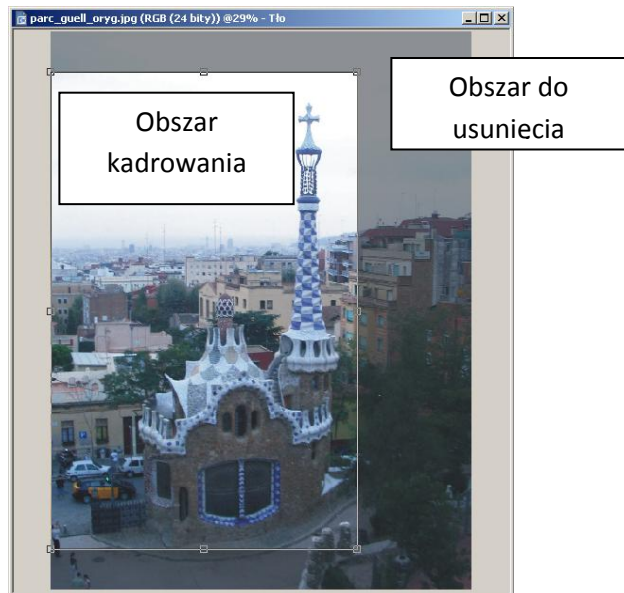 parc_guell_oryg.jpg (RGB (24 bity)) @29% - Tło
Obszar do
usuniecia
Obszar
kadrowania